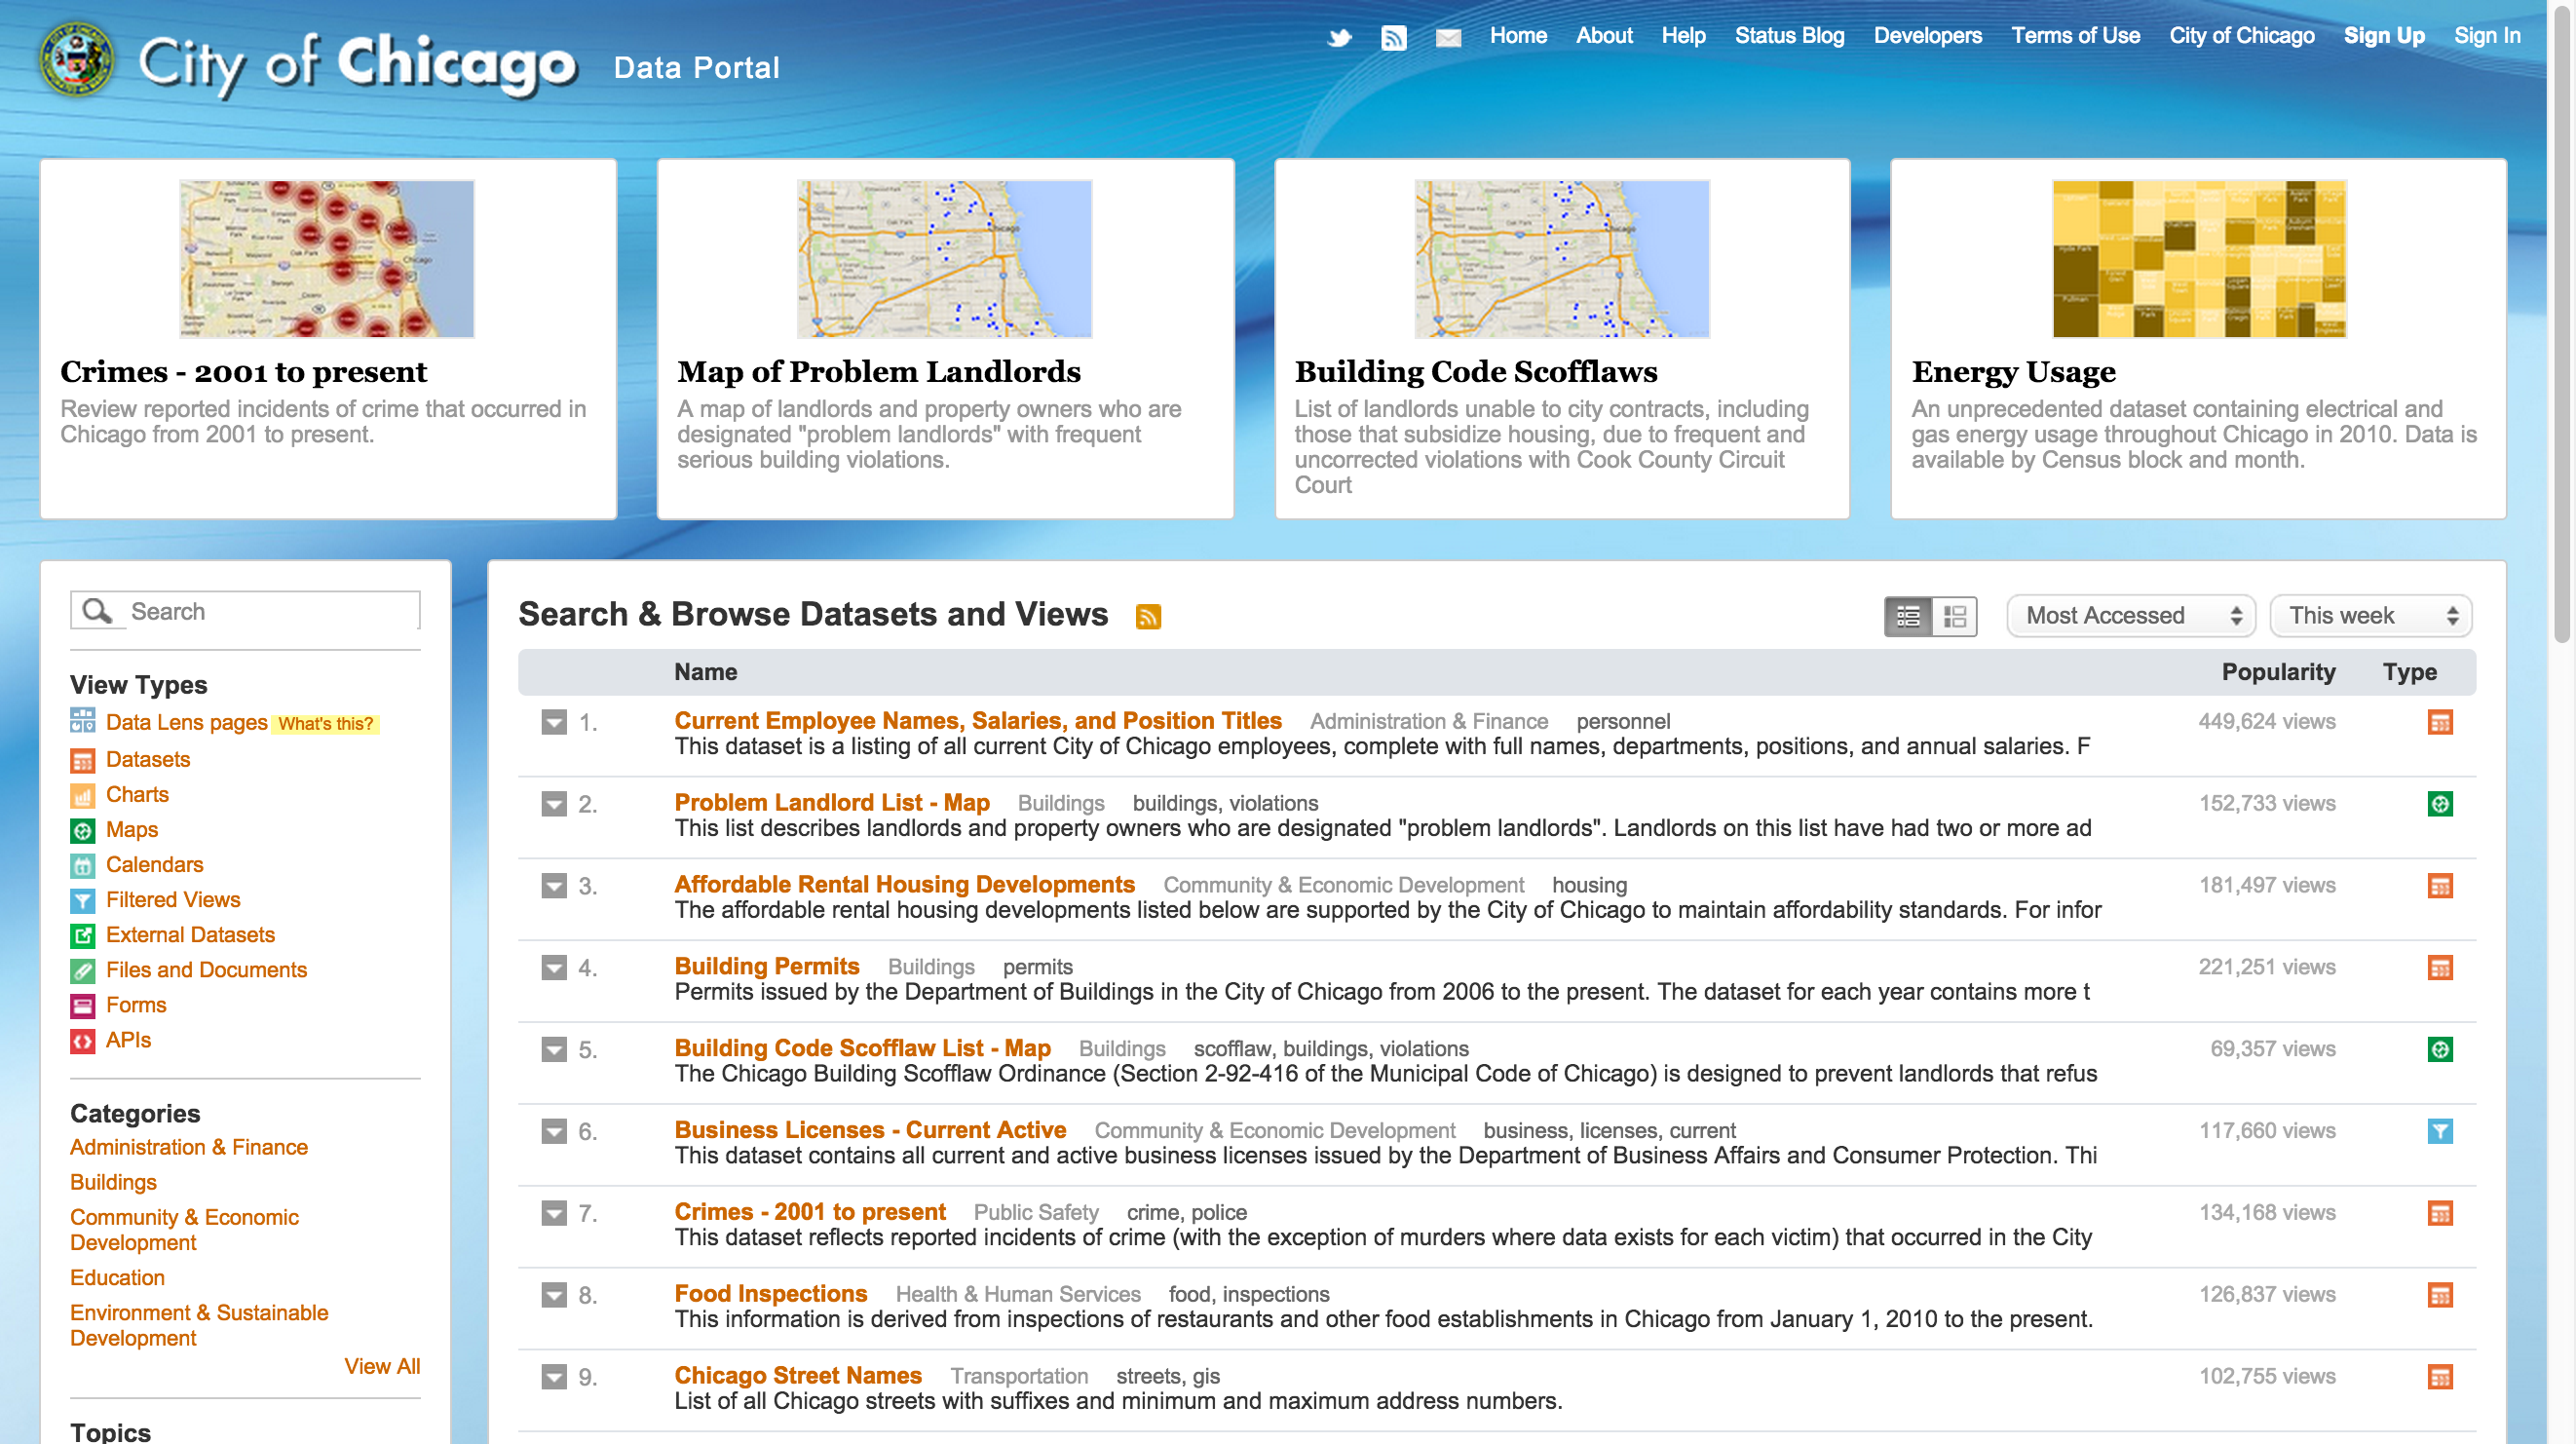 City of Chicago Data Portal
Home About Help Status Blog Developers Terms of Use City of Chicago Sign Up Sign In
Crimes - 2001 to present
Review reported incidents of crime that occurred in
Chicago from 2001 to present.
Map of Problem Landlords
A map of landlords and property owners who are
designated "problem landlords" with frequent
serious building violations.
Building Code Scofflaws
List of landlords unable to city contracts, including
those that subsidize housing, due to frequent and
uncorrected violations with Cook County Circuit
Court
Energy Usage
An unprecedented dataset containing electrical and
gas energy usage throughout Chicago in 2010. Data is
available by Census block and month.
Search
View Types
Data Lens pages What's this?
Datasets
Charts
Maps
Calendars
Filtered Views
External Datasets
Files and Documents
Forms
APIs
Categories
Administration & Finance
Buildings
Community & Economic
Development
Education
Environment & Sustainable
Development
View All
Topics
Search & Browse Datasets and Views
Most Accessed This week
Name Popularity Type
1. Current Employee Names, Salaries, and Position Titles Administration & Finance personnel 449,624 views
This dataset is a listing of all current City of Chicago employees, complete with full names, departments, positions, and annual salaries. F
2. Problem Landlord List - Map Buildings buildings, violations 152,733 views
This list describes landlords and property owners who are designated "problem landlords". Landlords on this list have had two or more ad
3. Affordable Rental Housing Developments Community & Economic Development housing 181,497 views
The affordable rental housing developments listed below are supported by the City of Chicago to maintain affordability standards. For infor
4. Building Permits Buildings permits 221,251 views
Permits issued by the Department of Buildings in the City of Chicago from 2006 to the present. The dataset for each year contains more t
5. Building Code Scofflaw List - Map Buildings scofflaw, buildings, violations 69,357 views
The Chicago Building Scofflaw Ordinance (Section 2-92-416 of the Municipal Code of Chicago) is designed to prevent landlords that refus
6. Business Licenses - Current Active Community & Economic Development business, licenses, current 117,660 views
This dataset contains all current and active business licenses issued by the Department of Business Affairs and Consumer Protection. Thi
7. Crimes - 2001 to present Public Safety crime, police 134,168 views
This dataset reflects reported incidents of crime (with the exception of murders where data exists for each victim) that occurred in the City
8. Food Inspections Health & Human Services food, inspections 126,837 views
This information is derived from inspections of restaurants and other food establishments in Chicago from January 1, 2010 to the present.
9. Chicago Street Names Transportation streets, gis 102,755 views
List of all Chicago streets with suffixes and minimum and maximum address numbers.